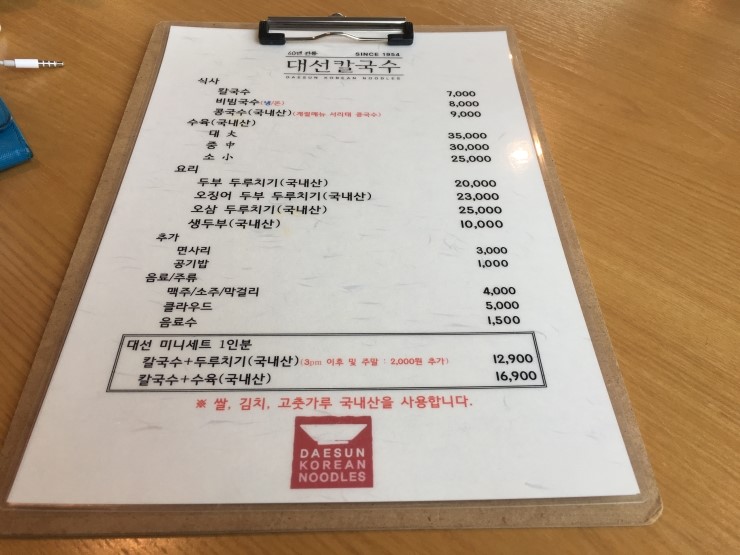 60년 전통 SINCE 1954
대선칼국수
DAESUN KOREAN NOODLES
식사
칼국수 7,000
비빔국수(냉/온) 8,000
콩국수(국내산)(계절메뉴 서리태 콩국수) 9,000
수육(국내산)
대 大 35,000
중 中 30,000
소 小 25,000
요리
두부 두루치기(국내산) 20,000
오징어 두부 두루치기(국내산) 23,000
오삼 두루치기(국내산) 25,000
생두부(국내산) 10,000
추가
면사리 3,000
공기밥 1,000
음료/주류
맥주/소주/막걸리 4,000
클라우드 5,000
음료수 1,500
대선 미니세트 1인분
칼국수+두루치기(국내산)(3pm 이후 및 주말 : 2,000원 추가) 12,900
칼국수+수육(국내산) 16,900
※ 쌀, 김치, 고춧가루 국내산을 사용합니다.
DAESUN
KOREAN
NOODLES